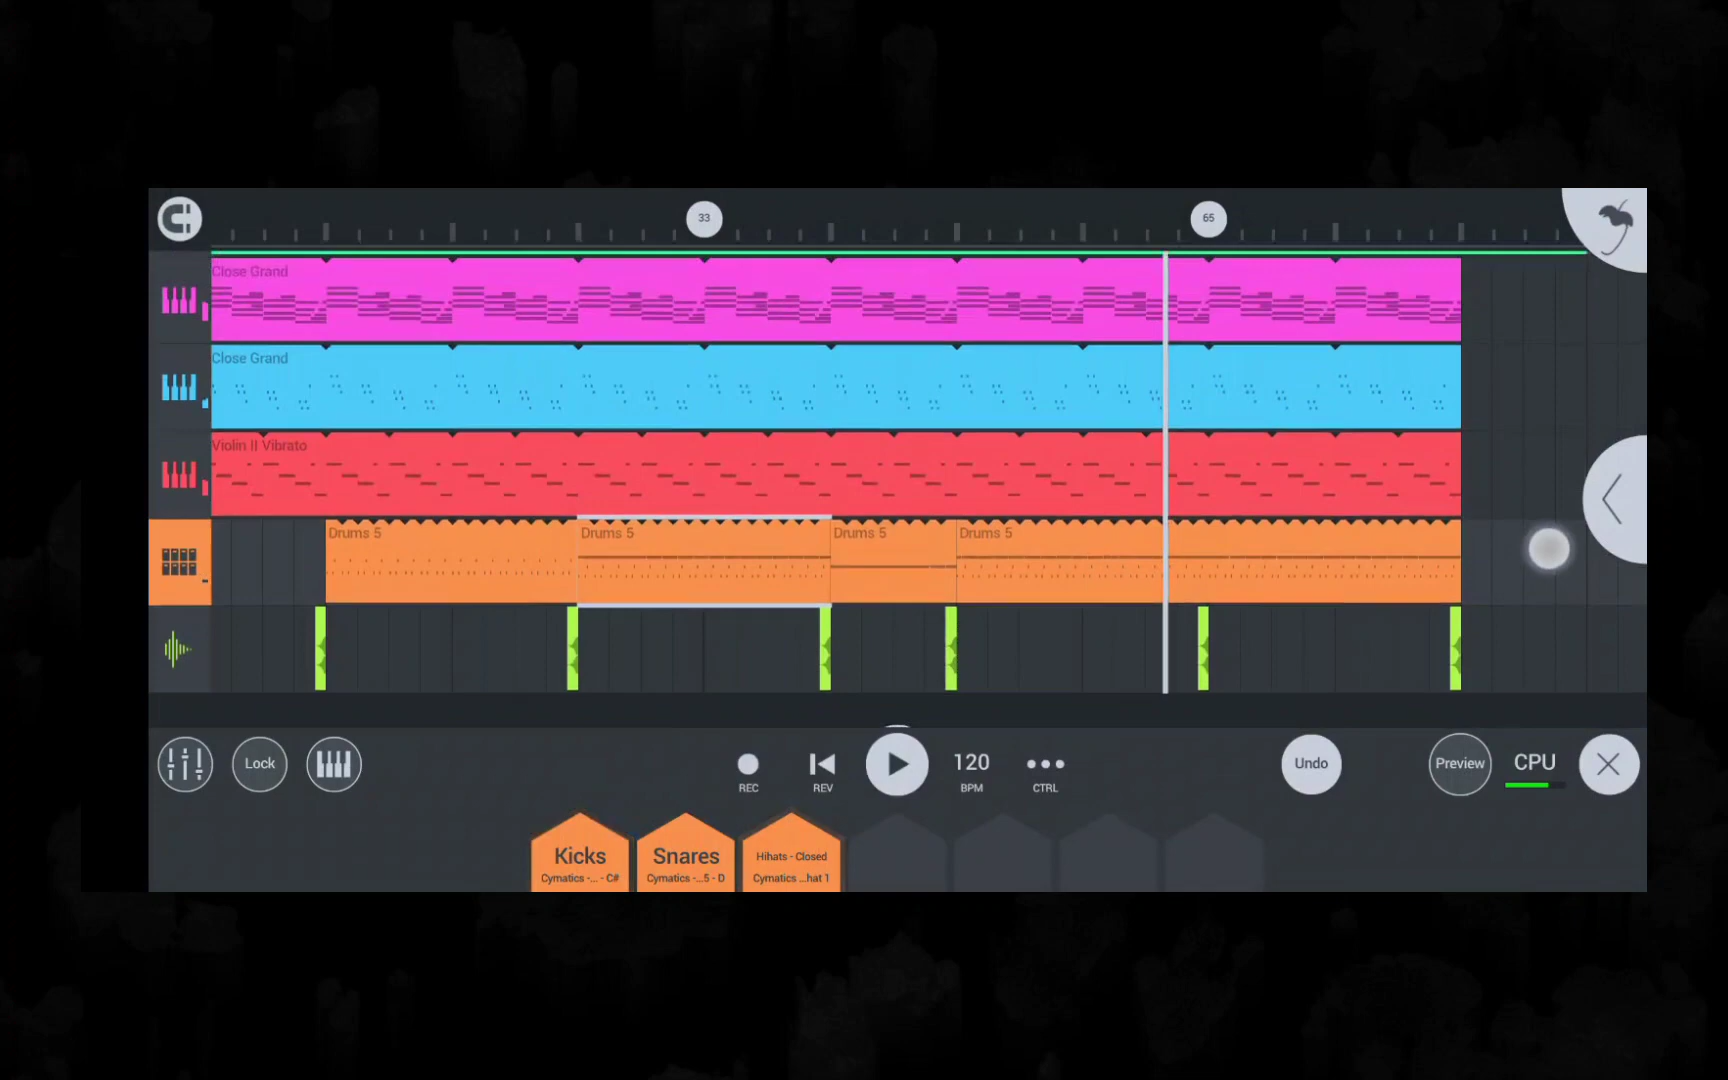 33
65
Close Grand
Close Grand
Violin II Vibrato
Drums 5
Drums 5
Drums 5
Drums 5
Lock
REC
REV
120
BPM
CTRL
Undo
Preview
CPU
Kicks
Cymatics -... - C#
Snares
Cymatics -...5 - D
Hihats - Closed
Cymatics ...hat 1